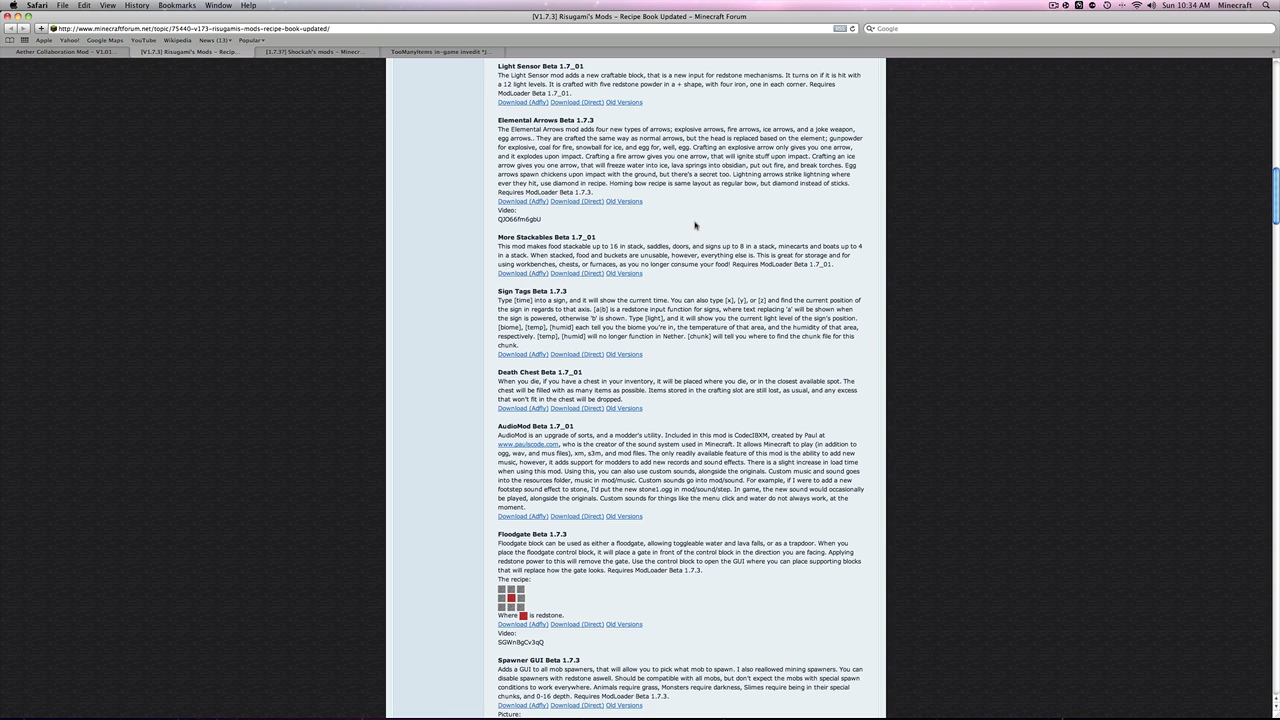 Safari File Edit View History Bookmarks Window Help Sun 10:34 AM Minecraft
[V1.7.3] Risugami's Mods – Recipe Book Updated – Minecraft Forum
http://www.minecraftforum.net/topic/75440-v173-risugamis-mods-recipe-book-updated/ RSS Google
Apple Yahoo! Google Maps YouTube Wikipedia News (13) Popular
Aether Collaboration Mod - V1.01... [V1.7.3] Risugami's Mods - Recip... [1.7.3?] Shockah's mods - Minecr... TooManyItems in-game invedit "J...
Light Sensor Beta 1.7_01
The Light Sensor mod adds a new craftable block, that is a new input for redstone mechanisms. It turns on if it is hit with
a 12 light levels. It is crafted with five redstone powder in a + shape, with four iron, one in each corner. Requires
ModLoader Beta 1.7_01.
Download (Adfly) Download (Direct) Old Versions
Elemental Arrows Beta 1.7.3
The Elemental Arrows mod adds four new types of arrows; explosive arrows, fire arrows, ice arrows, and a joke weapon,
egg arrows.. They are crafted the same way as normal arrows, but the head is replaced based on the element; gunpowder
for explosive, coal for fire, snowball for ice, and egg for, well, egg. Crafting an explosive arrow only gives you one arrow,
and it explodes upon impact. Crafting a fire arrow gives you one arrow, that will ignite stuff upon impact. Crafting an ice
arrow gives you one arrow, that will freeze water into ice, lava springs into obsidian, put out fire, and break torches. Egg
arrows spawn chickens upon impact with the ground, but there's a secret too. Lightning arrows strike lightning where
ever they hit, use diamond in recipe. Homing bow recipe is same layout as regular bow, but diamond instead of sticks.
Requires ModLoader Beta 1.7.3.
Download (Adfly) Download (Direct) Old Versions
Video:
QJO66fm6gbU
More Stackables Beta 1.7_01
This mod makes food stackable up to 16 in stack, saddles, doors, and signs up to 8 in a stack, minecarts and boats up to 4
in a stack. When stacked, food and buckets are unusable, however, everything else is. This is great for storage and for
using workbenches, chests, or furnaces, as you no longer consume your food! Requires ModLoader Beta 1.7_01.
Download (Adfly) Download (Direct) Old Versions
Sign Tags Beta 1.7.3
Type [time] into a sign, and it will show the current time. You can also type [x], [y], or [z] and find the current position of
the sign in regards to that axis. [a|b] is a redstone input function for signs, where text replacing 'a' will be shown when
the sign is powered, otherwise 'b' is shown. Type [light], and it will show you the current light level of the sign's position.
[biome], [temp], [humid] each tell you the biome you're in, the temperature of that area, and the humidity of that area,
respectively. [temp], [humid] will no longer function in Nether. [chunk] will tell you where to find the chunk file for this
chunk.
Download (Adfly) Download (Direct) Old Versions
Death Chest Beta 1.7_01
When you die, if you have a chest in your inventory, it will be placed where you die, or in the closest available spot. The
chest will be filled with as many items as possible. Items stored in the crafting slot are still lost, as usual, and any excess
that won't fit in the chest will be dropped.
Download (Adfly) Download (Direct) Old Versions
AudioMod Beta 1.7_01
AudioMod is an upgrade of sorts, and a modder's utility. Included in this mod is CodecIBXM, created by Paul at
www.paulscode.com, who is the creator of the sound system used in Minecraft. It allows Minecraft to play (in addition to
ogg, wav, and mus files), xm, s3m, and mod files. The only readily available feature of this mod is the ability to add new
music, however, it adds support for modders to add new records and sound effects. There is a slight increase in load time
when using this mod. Using this, you can also use custom sounds, alongside the originals. Custom music and sound goes
into the resources folder, music in mod/music. Custom sounds go into mod/sound. For example, if I were to add a new
footstep sound effect to stone, I'd put the new stone1.ogg in mod/sound/step. In game, the new sound would occasionally
be played, alongside the originals. Custom sounds for things like the menu click and water do not always work, at the
moment.
Download (Adfly) Download (Direct) Old Versions
Floodgate Beta 1.7.3
Floodgate block can be used as either a floodgate, allowing toggleable water and lava falls, or as a trapdoor. When you
place the floodgate control block, it will place a gate in front of the control block in the direction you are facing. Applying
redstone power to this will remove the gate. Use the control block to open the GUI where you can place supporting blocks
that will replace how the gate looks. Requires ModLoader Beta 1.7.3.
The recipe:
Where is redstone.
Download (Adfly) Download (Direct) Old Versions
Video:
SGWnBgCv3qQ
Spawner GUI Beta 1.7.3
Adds a GUI to all mob spawners, that will allow you to pick what mob to spawn. I also reallowed mining spawners. You can
disable spawners with redstone aswell. Should be compatible with all mobs, but don't expect the mobs with special spawn
conditions to work everywhere. Animals require grass, Monsters require darkness, Slimes require being in their special
chunks, and 0-16 depth. Requires ModLoader Beta 1.7.3.
Download (Adfly) Download (Direct) Old Versions
Picture: